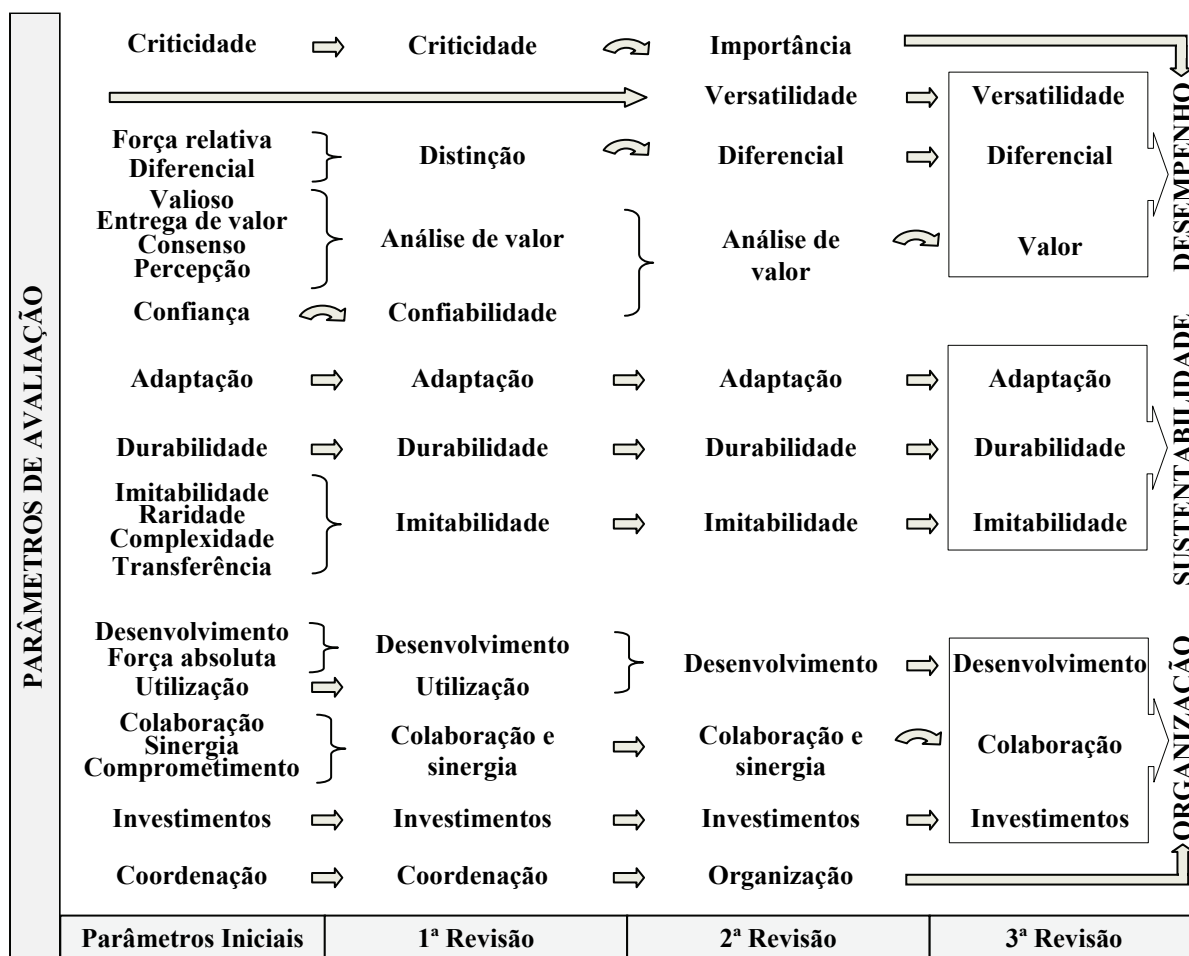 PARÂMETROS DE AVALIAÇÃO
Criticidade Criticidade Importância
Versatilidade Versatilidade
Força relativa
Diferencial
Distinção Diferencial Diferencial
Valioso
Entrega de valor
Consenso
Percepção
Análise de valor
Análise de
valor
Valor
Confiança Confiabilidade
DESEMPENHO
Adaptação Adaptação Adaptação Adaptação
Durabilidade Durabilidade Durabilidade Durabilidade
Imitabilidade
Raridade
Complexidade
Transferência
Imitabilidade Imitabilidade Imitabilidade
SUSTENTABILIDADE
Desenvolvimento
Força absoluta
Utilização
Desenvolvimento
Utilização
Desenvolvimento Desenvolvimento
Colaboração
Sinergia
Comprometimento
Colaboração e
sinergia
Colaboração e
sinergia
Colaboração
Investimentos Investimentos Investimentos Investimentos
Coordenação Coordenação Organização
ORGANIZAÇÃO
Parâmetros Iniciais 1ª Revisão 2ª Revisão 3ª Revisão